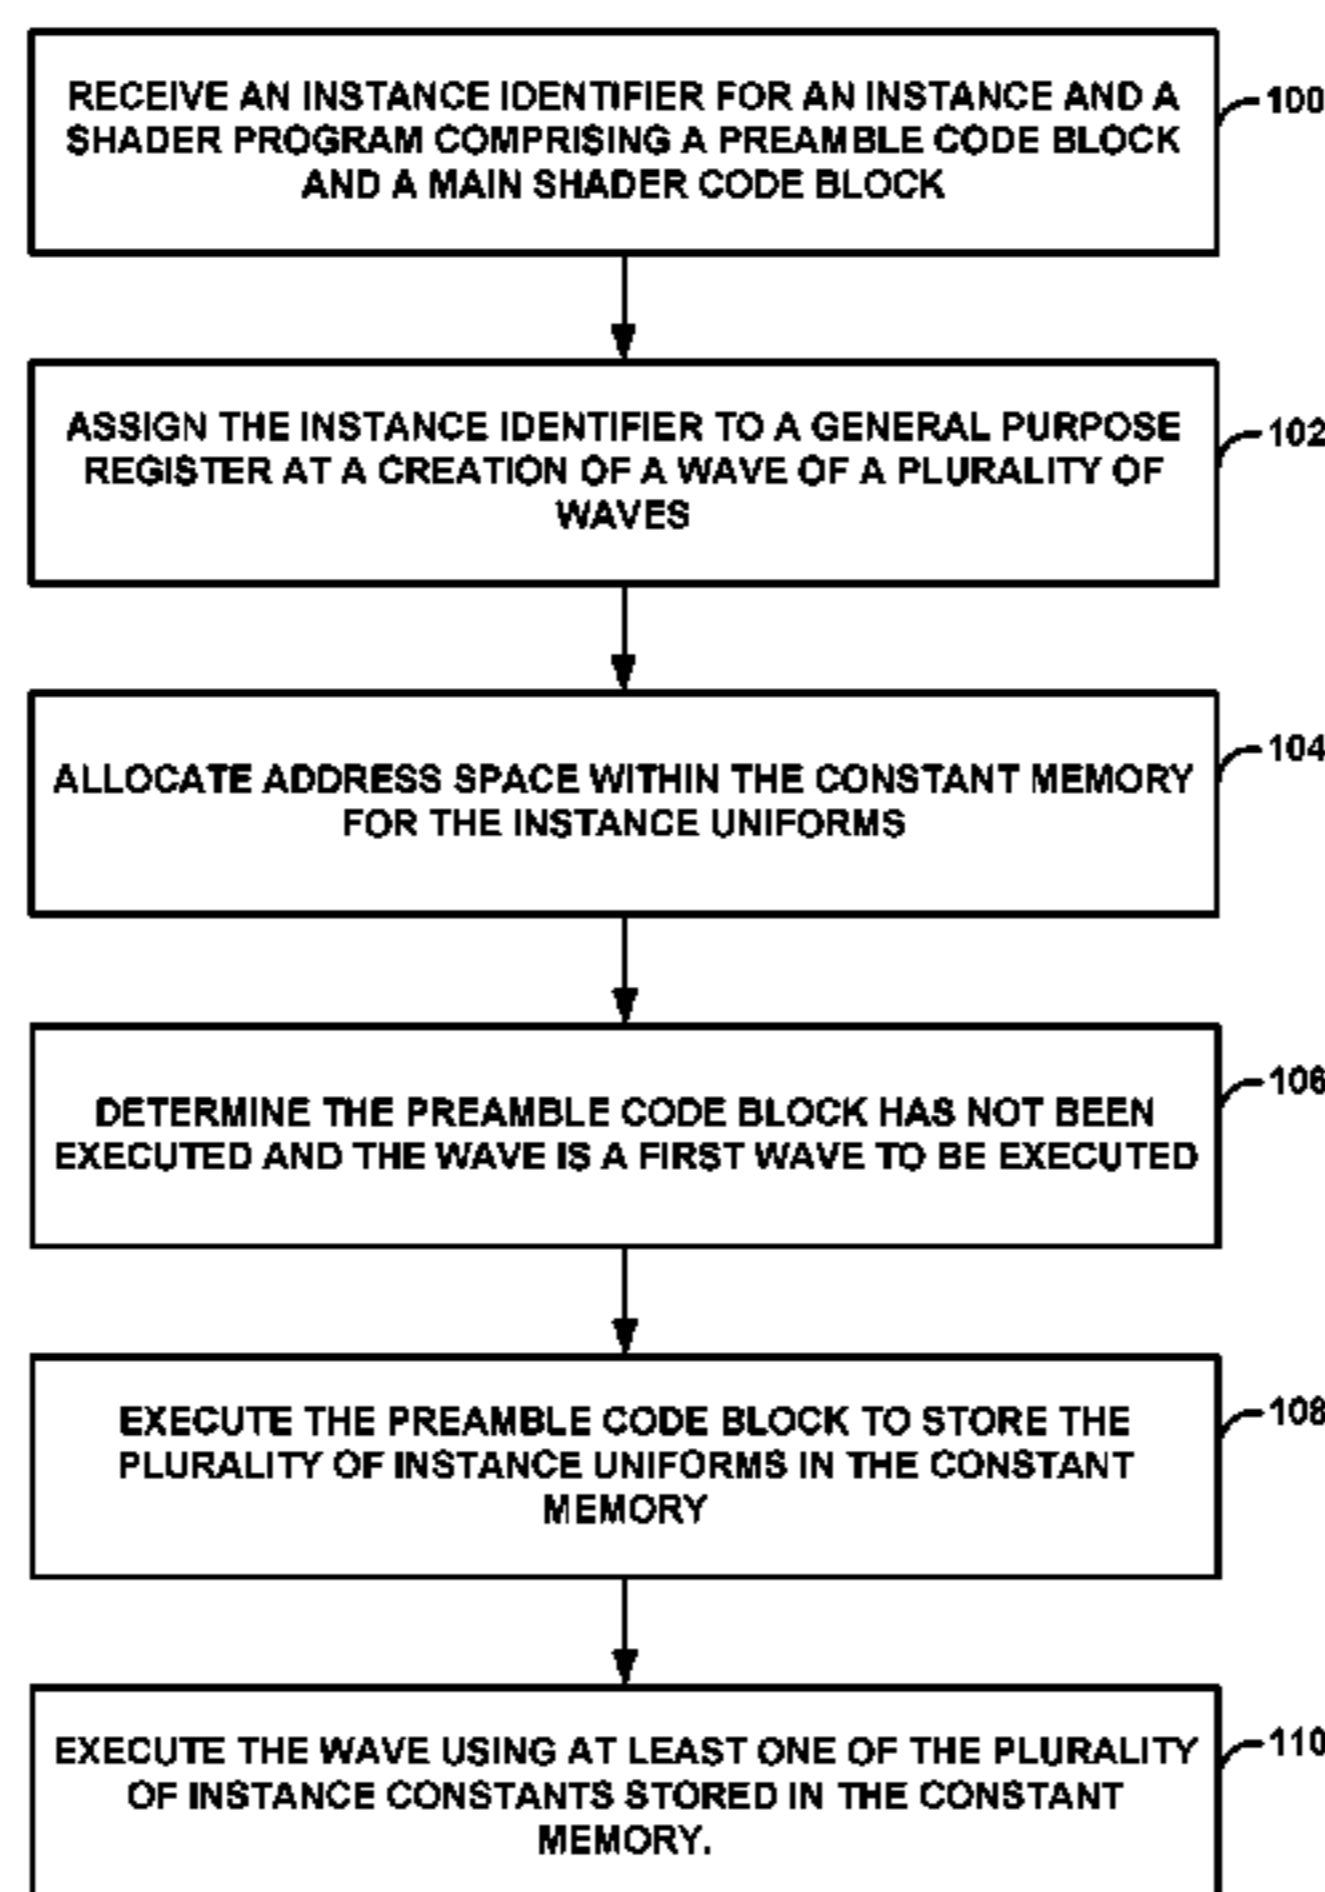 RECEIVE AN INSTANCE IDENTIFIER FOR AN INSTANCE AND A
SHADER PROGRAM COMPRISING A PREAMBLE CODE BLOCK
AND A MAIN SHADER CODE BLOCK
100
ASSIGN THE INSTANCE IDENTIFIER TO A GENERAL PURPOSE
REGISTER AT A CREATION OF A WAVE OF A PLURALITY OF
WAVES
102
ALLOCATE ADDRESS SPACE WITHIN THE CONSTANT MEMORY
FOR THE INSTANCE UNIFORMS
104
DETERMINE THE PREAMBLE CODE BLOCK HAS NOT BEEN
EXECUTED AND THE WAVE IS A FIRST WAVE TO BE EXECUTED
106
EXECUTE THE PREAMBLE CODE BLOCK TO STORE THE
PLURALITY OF INSTANCE UNIFORMS IN THE CONSTANT
MEMORY
108
EXECUTE THE WAVE USING AT LEAST ONE OF THE PLURALITY
OF INSTANCE CONSTANTS STORED IN THE CONSTANT
MEMORY.
110